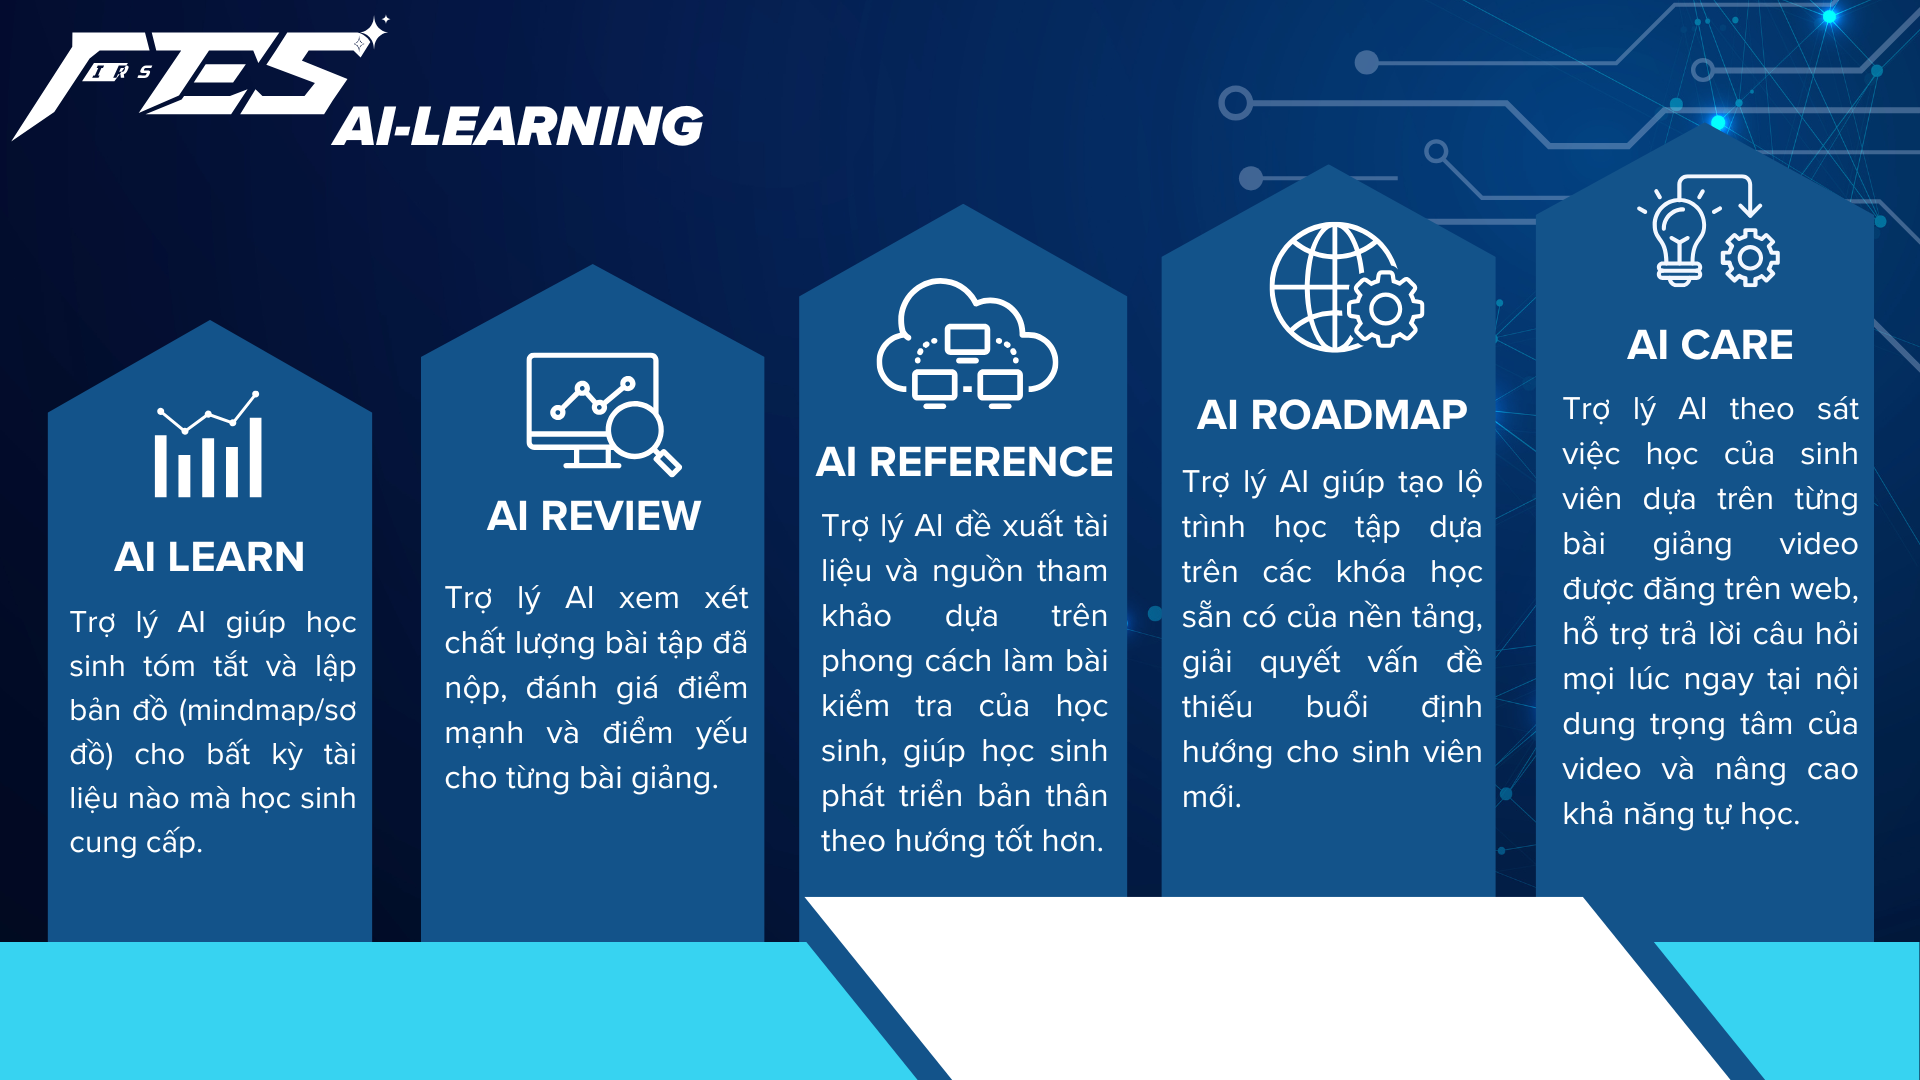 FES
IRS
AI-LEARNING
AI LEARN
Trợ lý AI giúp học
sinh tóm tắt và lập
bản đồ (mindmap/sơ
đồ) cho bất kỳ tài
liệu nào mà học sinh
cung cấp.
AI REVIEW
Trợ lý AI xem xét
chất lượng bài tập đã
nộp, đánh giá điểm
mạnh và điểm yếu
cho từng bài giảng.
AI REFERENCE
Trợ lý AI đề xuất tài
liệu và nguồn tham
khảo dựa trên
phong cách làm bài
kiểm tra của học
sinh, giúp học sinh
phát triển bản thân
theo hướng tốt hơn.
AI ROADMAP
Trợ lý AI giúp tạo lộ
trình học tập dựa
trên các khóa học
sẵn có của nền tảng,
giải quyết vấn đề
thiếu buổi định
hướng cho sinh viên
mới.
AI CARE
Trợ lý AI theo sát
việc học của sinh
viên dựa trên từng
bài giảng video
được đăng trên web,
hỗ trợ trả lời câu hỏi
mọi lúc ngay tại nội
dung trọng tâm của
video và nâng cao
khả năng tự học.